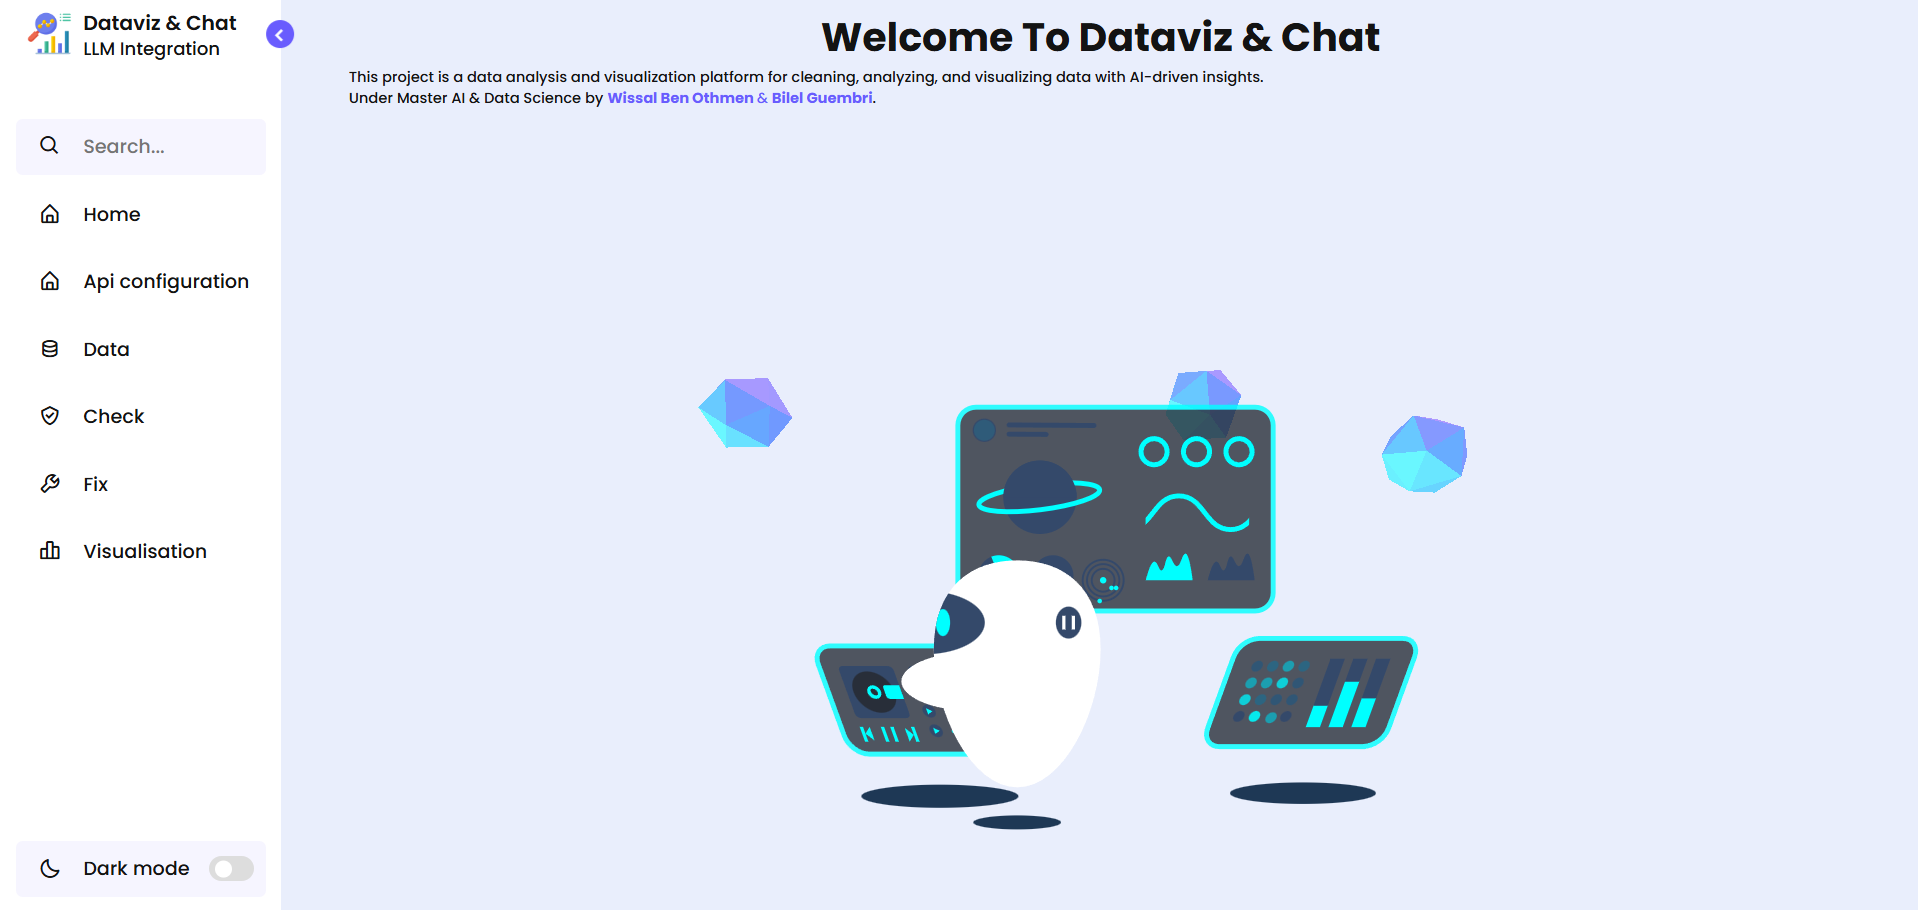 Dataviz & Chat
LLM Integration
Search...
Home
Api configuration
Data
Check
Fix
Visualisation
Dark mode
Welcome To Dataviz & Chat
This project is a data analysis and visualization platform for cleaning, analyzing, and visualizing data with AI-driven insights.
Under Master AI & Data Science by Wissal Ben Othmen & Bilel Guembri.